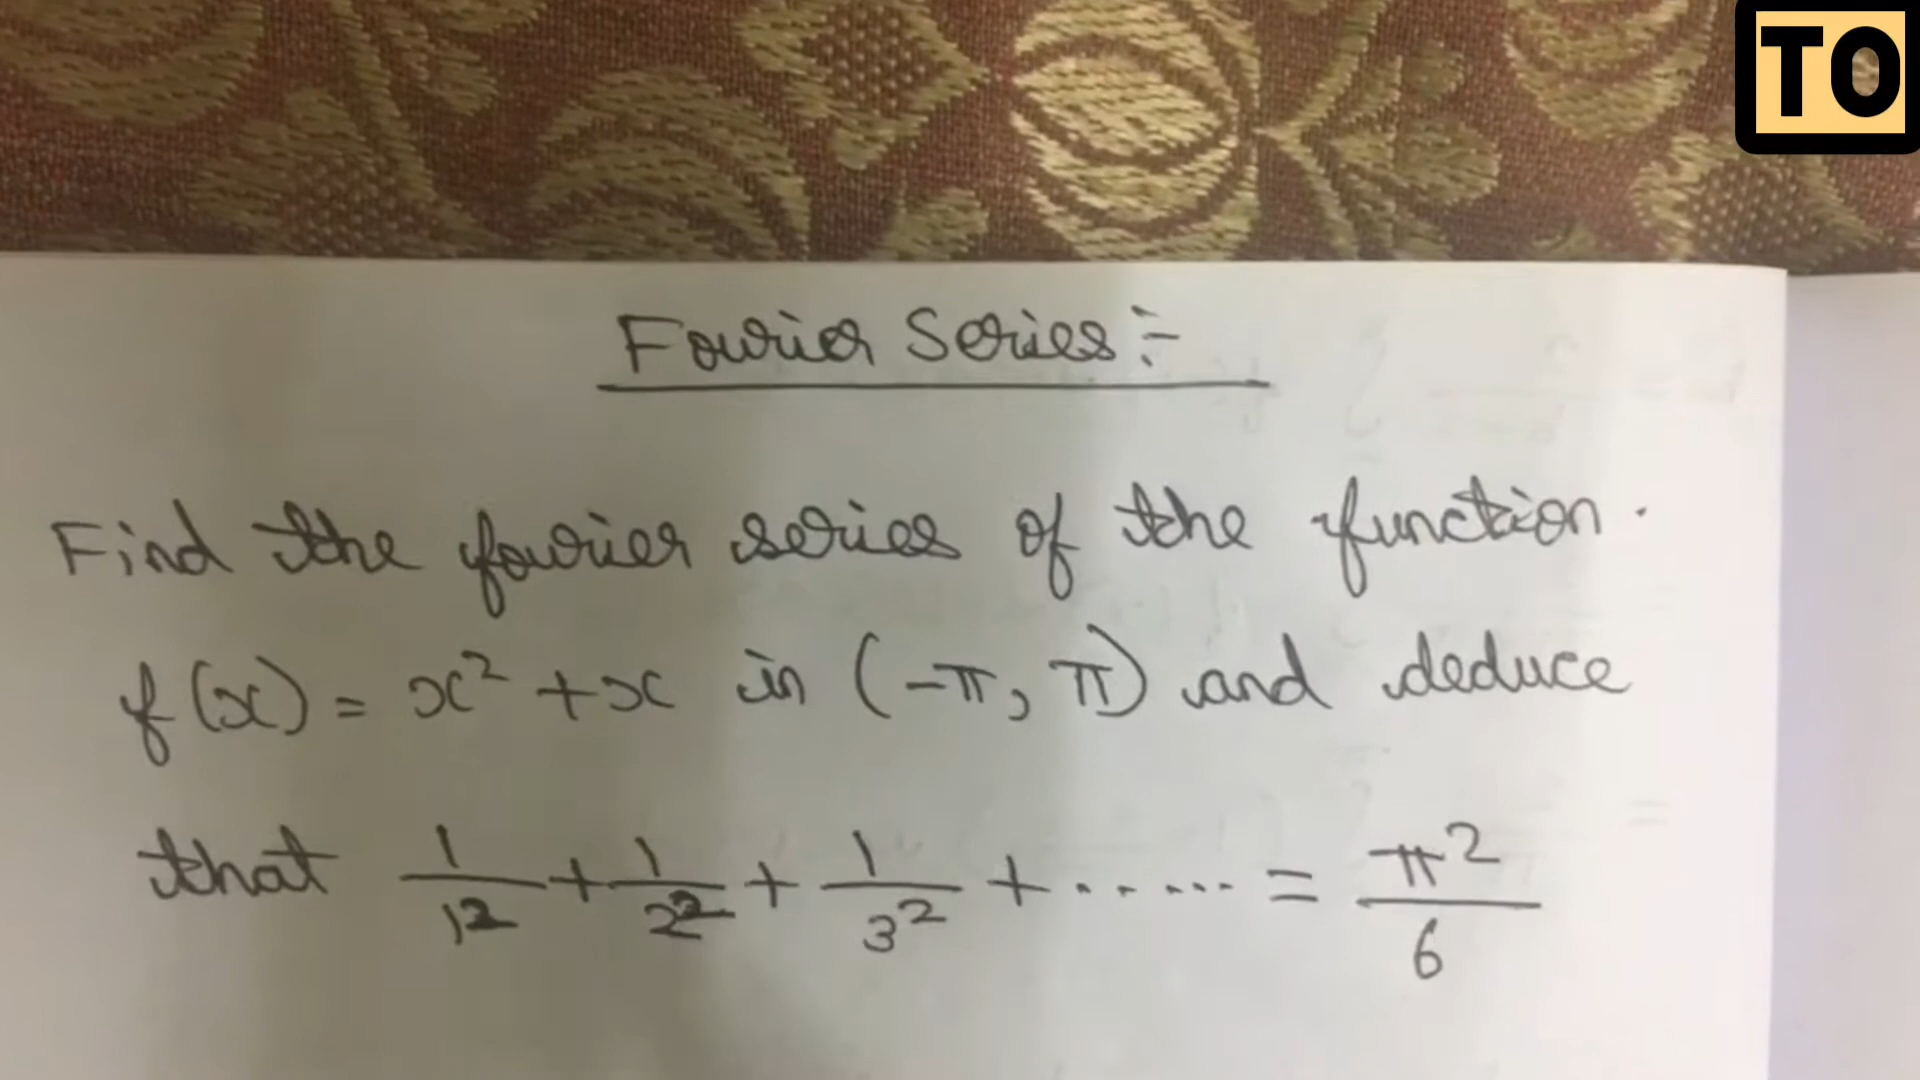 TO
Fourier Series:-
Find the fourier series of the function.
f(x) = x² + x in (-π, π) and deduce
that 1/1² + 1/2² + 1/3² + ...... = π²/6